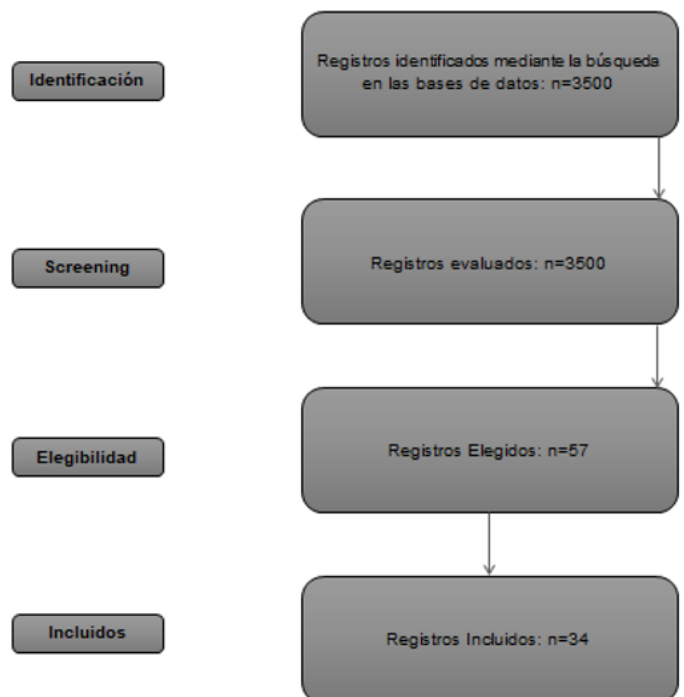 Identificación
Registros identificados mediante la búsqueda
en las bases de datos: n=3500
Screening
Registros evaluados: n=3500
Elegibilidad
Registros Elegidos: n=57
Incluidos
Registros Incluidos: n=34